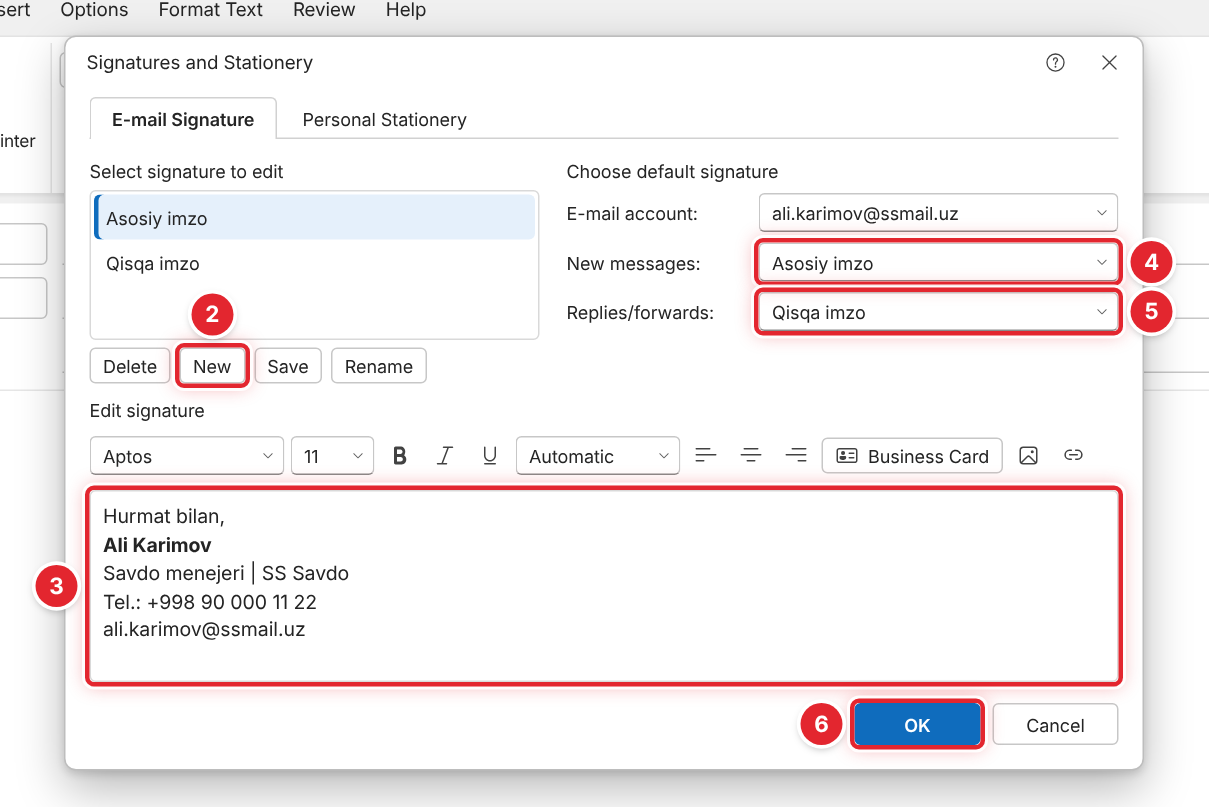 sert Options Format Text Review Help
inter
Signatures and Stationery
E-mail Signature Personal Stationery
Select signature to edit
Asosiy imzo
Qisqa imzo
2
Delete New Save Rename
Choose default signature
E-mail account: ali.karimov@ssmail.uz
New messages: Asosiy imzo 4
Replies/forwards: Qisqa imzo 5
Edit signature
Aptos 11 B I U Automatic Business Card
3
Hurmat bilan,
Ali Karimov
Savdo menejeri | SS Savdo
Tel.: +998 90 000 11 22
ali.karimov@ssmail.uz
6 OK Cancel